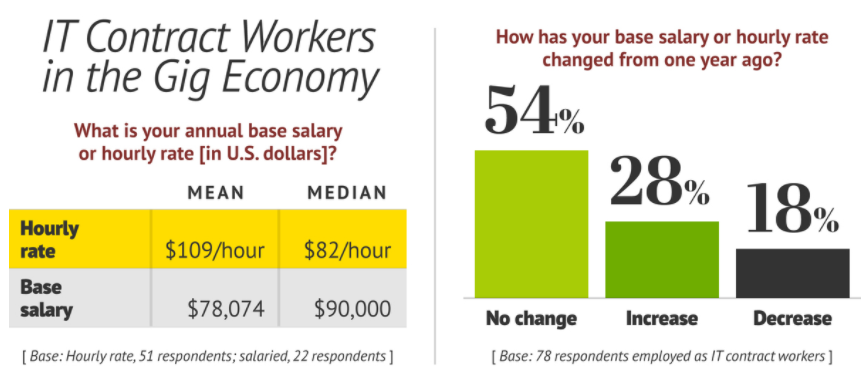 IT Contract Workers
in the Gig Economy
What is your annual base salary
or hourly rate [in U.S. dollars]?
MEAN MEDIAN
Hourly
rate $109/hour $82/hour
Base
salary $78,074 $90,000
[ Base: Hourly rate, 51 respondents; salaried, 22 respondents ]
How has your base salary or hourly rate
changed from one year ago?
54%
28%
18%
No change Increase Decrease
[ Base: 78 respondents employed as IT contract workers ]